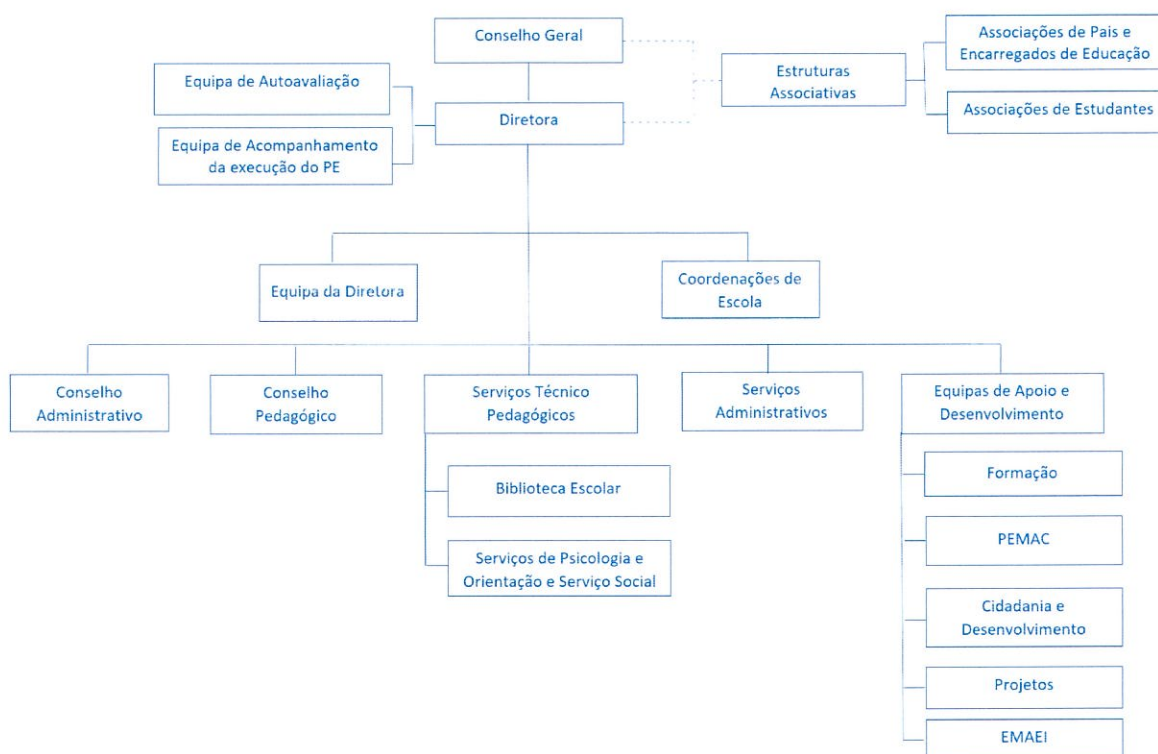 Conselho Geral
Associações de Pais e
Encarregados de Educação
Equipa de Autoavaliação
Estruturas
Associativas
Diretora
Associações de Estudantes
Equipa de Acompanhamento
da execução do PE
Equipa da Diretora
Coordenações de
Escola
Conselho
Administrativo
Conselho
Pedagógico
Serviços Técnico
Pedagógicos
Serviços
Administrativos
Equipas de Apoio e
Desenvolvimento
Biblioteca Escolar
Serviços de Psicologia e
Orientação e Serviço Social
Formação
PEMAC
Cidadania e
Desenvolvimento
Projetos
EMAEI